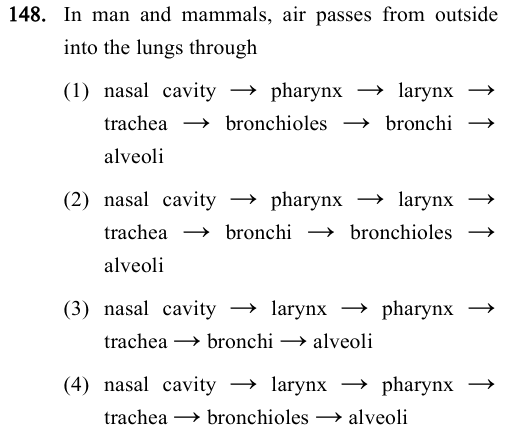 148. In man and mammals, air passes from outside
into the lungs through
(1) nasal cavity → pharynx → larynx →
trachea → bronchioles → bronchi →
alveoli
(2) nasal cavity → pharynx → larynx →
trachea → bronchi → bronchioles →
alveoli
(3) nasal cavity → larynx → pharynx →
trachea → bronchi → alveoli
(4) nasal cavity → larynx → pharynx →
trachea → bronchioles → alveoli